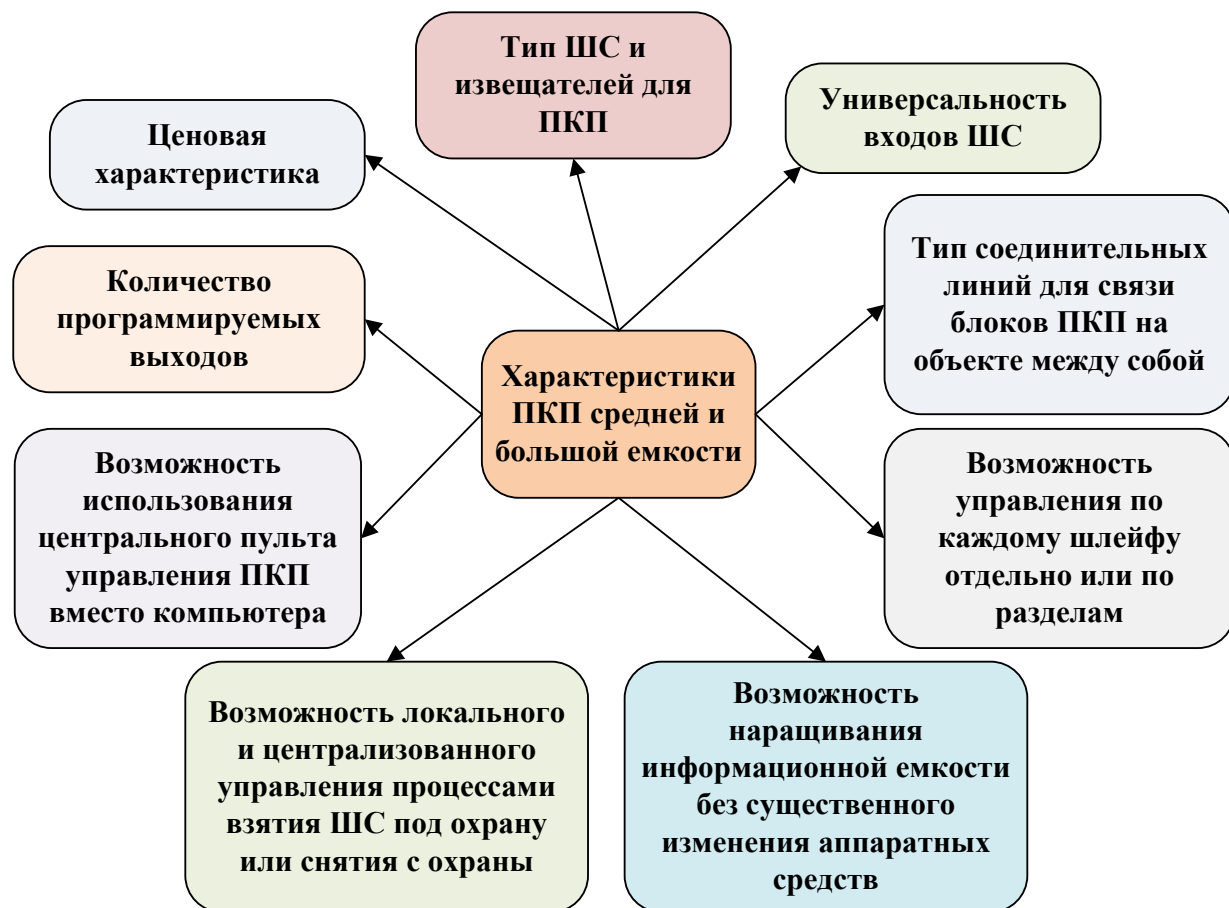 Тип ШС и
извещателей для
ПКП
Универсальность
входов ШС
Ценовая
характеристика
Тип соединительных
линий для связи
блоков ПКП на
объекте между собой
Количество
программируемых
выходов
Характеристики
ПКП средней и
большой емкости
Возможность
использования
центрального пульта
управления ПКП
вместо компьютера
Возможность
управления по
каждому шлейфу
отдельно или по
разделам
Возможность локального
и централизованного
управления процессами
взятия ШС под охрану
или снятия с охраны
Возможность
наращивания
информационной емкости
без существенного
изменения аппаратных
средств